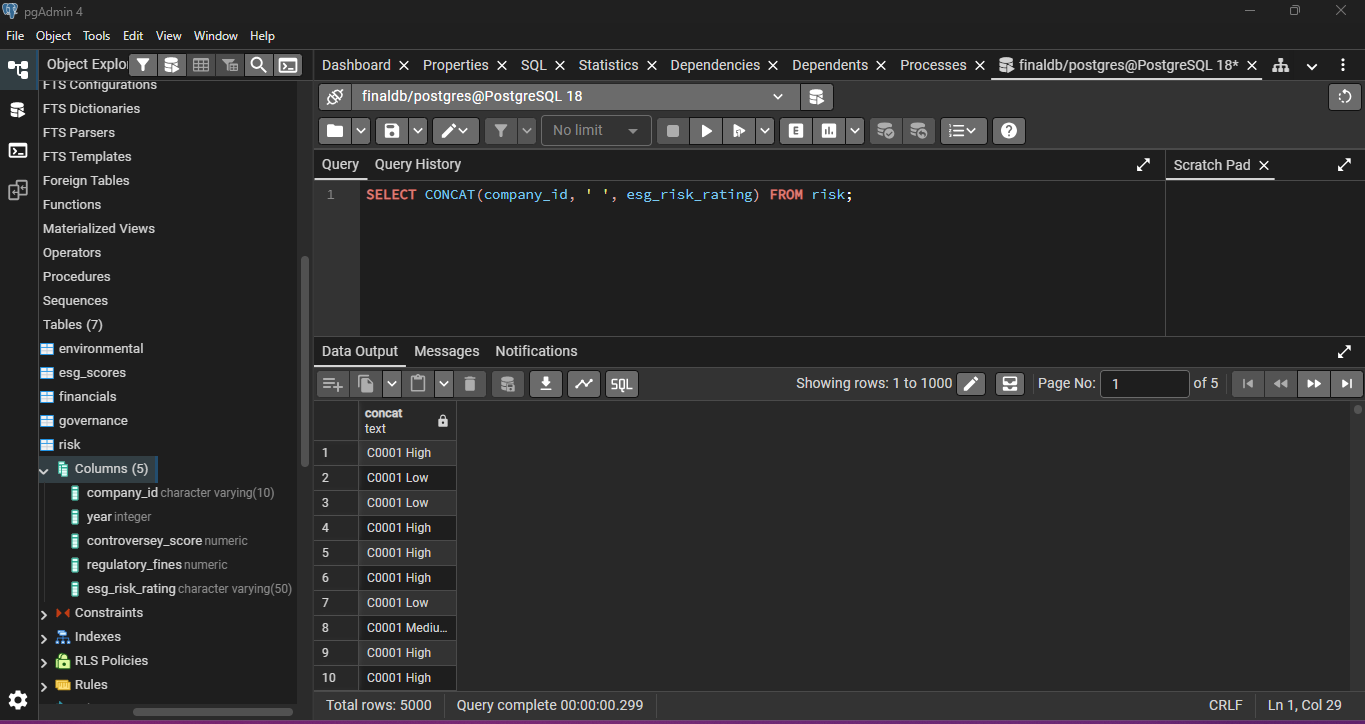 pgAdmin 4
File Object Tools Edit View Window Help
Object Explo
FTS Configurations
FTS Dictionaries
FTS Parsers
FTS Templates
Foreign Tables
Functions
Materialized Views
Operators
Procedures
Sequences
Tables (7)
environmental
esg_scores
financials
governance
risk
Columns (5)
company_id character varying(10)
year integer
controversey_score numeric
regulatory_fines numeric
esg_risk_rating character varying(50)
Constraints
Indexes
RLS Policies
Rules
Dashboard Properties SQL Statistics Dependencies Dependents Processes finaldb/postgres@PostgreSQL 18*
finaldb/postgres@PostgreSQL 18
No limit
E
Query Query History
Scratch Pad
1 SELECT CONCAT(company_id, ' ', esg_risk_rating) FROM risk;
Data Output Messages Notifications
SQL Showing rows: 1 to 1000 Page No: 1 of 5
concat
text
1 C0001 High
2 C0001 Low
3 C0001 Low
4 C0001 High
5 C0001 High
6 C0001 High
7 C0001 Low
8 C0001 Mediu...
9 C0001 High
10 C0001 High
Total rows: 5000 Query complete 00:00:00.299 CRLF Ln 1, Col 29